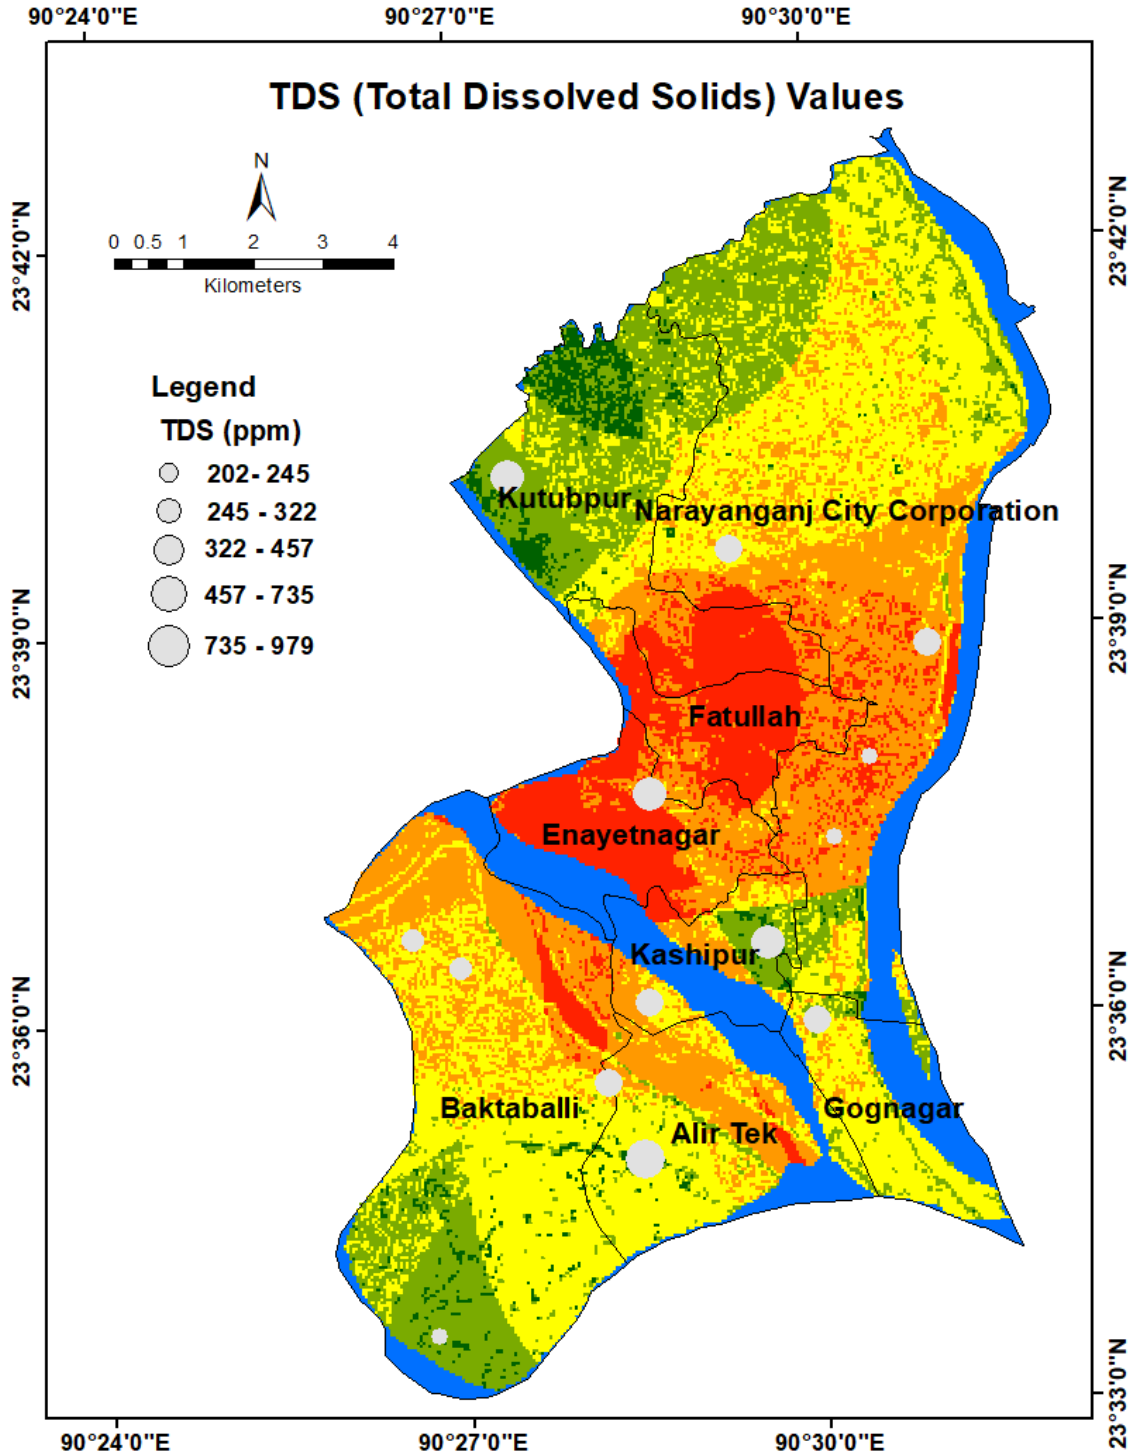 90°24'0"E 90°27'0"E 90°30'0"E
TDS (Total Dissolved Solids) Values
N
0 0.5 1 2 3 4
Kilometers
23°42'0"N 23°42'0"N
Legend
TDS (ppm)
202 - 245
245 - 322
322 - 457
457 - 735
735 - 979
Kutubpur
Narayanganj City Corporation
23°39'0"N 23°39'0"N
Fatullah
Enayetnagar
Kashipur
23°36'0"N 23°36'0"N
Baktaballi
Gognagar
Alir Tek
23°33'0"N
90°24'0"E 90°27'0"E 90°30'0"E